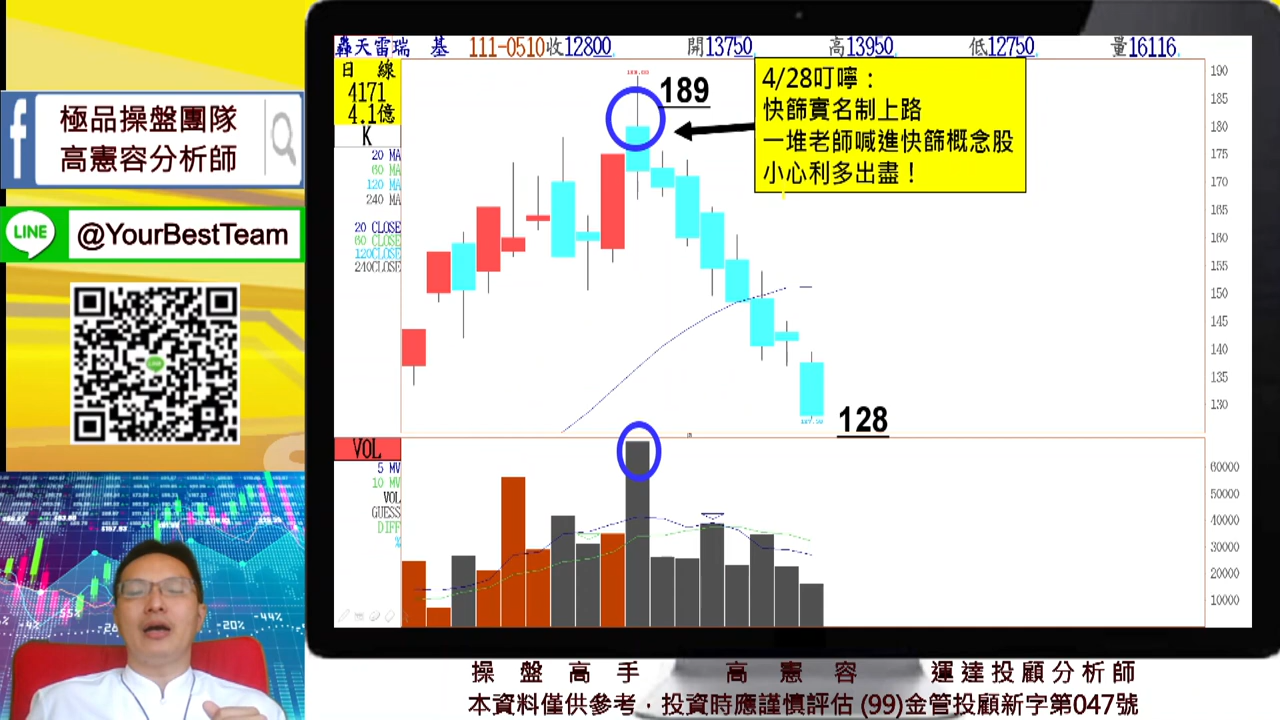 極品操盤團隊
高憲容分析師
LINE
@YourBestTeam
轟天雷瑞 基 111-0510收12800 開13750 高13950 低12750 量16116
日 線
4171
4.1億
K
20 MA
60 MA
120 MA
240 MA
20 CLOSE
60 CLOSE
120CLOSE
240CLOSE
189
4/28叮嚀：
快篩實名制上路
一堆老師喊進快篩概念股
小心利多出盡！
190
185
180
175
170
165
160
155
150
145
140
135
130
128
VOL
5 MV
10 MV
VOL
GUESS
DIFF
60000
50000
40000
30000
20000
10000
操 盤 高 手 高 憲 容 運達投顧分析師
本資料僅供參考，投資時應謹慎評估 (99)金管投顧新字第047號